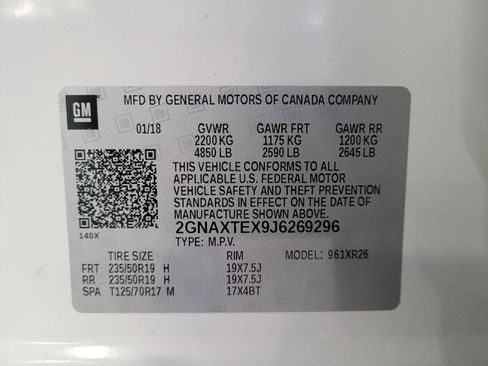 GM
MFD BY GENERAL MOTORS OF CANADA COMPANY
01/18 GVWR GAWR FRT GAWR RR
2200 KG 1175 KG 1200 KG
4850 LB 2590 LB 2645 LB
THIS VEHICLE CONFORMS TO ALL
APPLICABLE U.S. FEDERAL MOTOR
VEHICLE SAFETY AND THEFT PREVENTION
STANDARDS IN EFFECT ON THE DATE OF
MANUFACTURE SHOWN ABOVE.
140X 2GNAXTEX9J6269296
TYPE: M.P.V. MODEL: 961XR26
TIRE SIZE RIM
FRT 235/50R19 H 19X7.5J
RR 235/50R19 H 19X7.5J
SPA T125/70R17 M 17X4BT